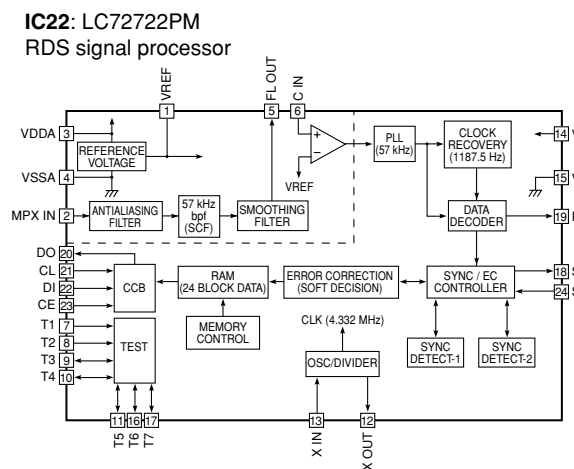 IC22: LC72722PM
RDS signal processor
VREF
FL OUT
C IN
1
5
6
VDDA
3
REFERENCE
VOLTAGE
VSSA
4
+
–
VREF
PLL
(57 kHz)
CLOCK
RECOVERY
(1187.5 Hz)
14
15
MPX IN
2
ANTIALIASING
FILTER
57 kHz
bpf
(SCF)
SMOOTHING
FILTER
DATA
DECODER
19
DO
20
CL
21
DI
22
CE
23
CCB
RAM
(24 BLOCK DATA)
ERROR CORRECTION
(SOFT DECISION)
SYNC / EC
CONTROLLER
18
24
MEMORY
CONTROL
CLK (4.332 MHz)
T1
7
T2
8
T3
9
T4
10
TEST
OSC/DIVIDER
SYNC
DETECT-1
SYNC
DETECT-2
11
16
17
13
12
T5
T6
T7
X IN
X OUT